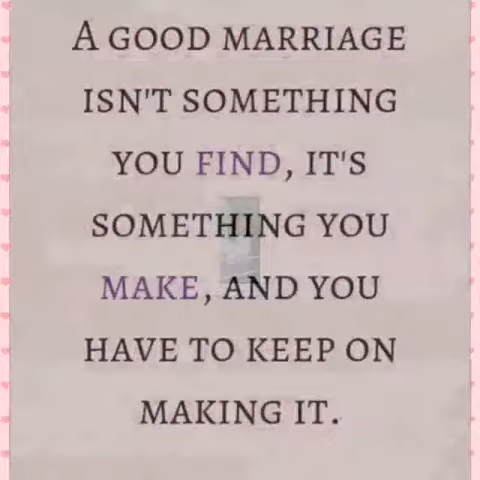 A GOOD MARRIAGE
ISN'T SOMETHING
YOU FIND, IT'S
SOMETHING YOU
MAKE, AND YOU
HAVE TO KEEP ON
MAKING IT.